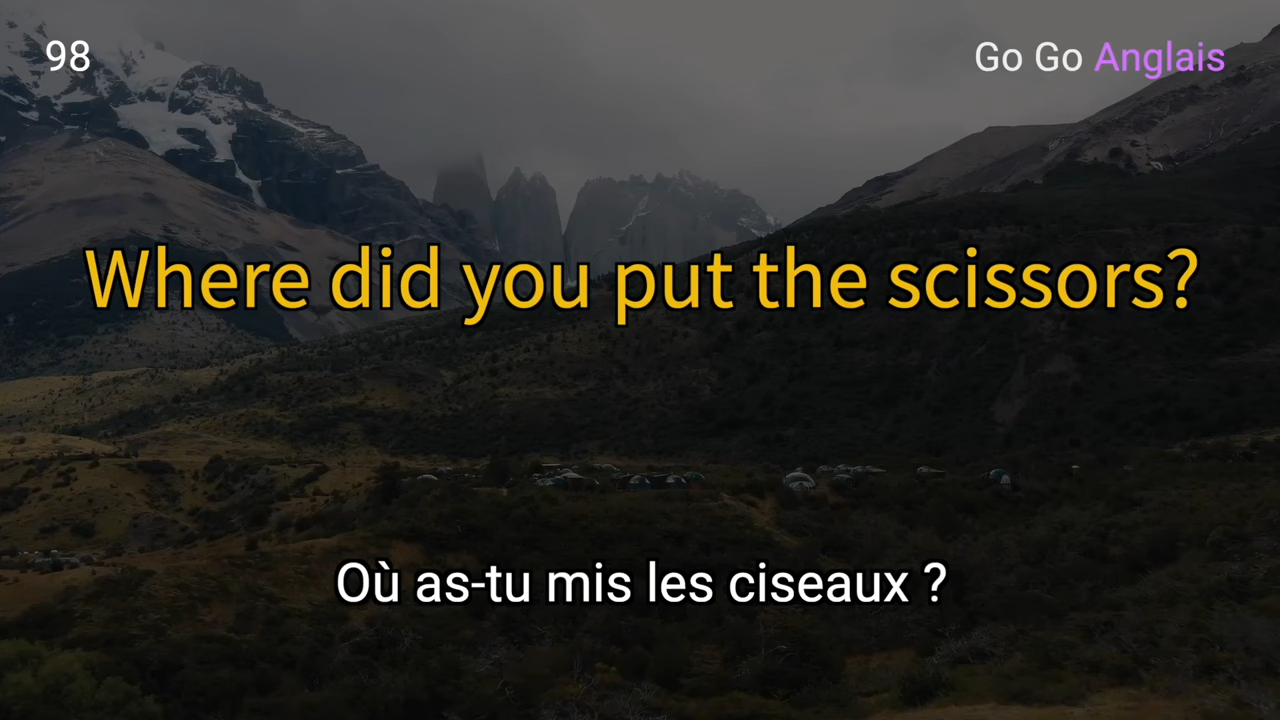 98
Go Go Anglais
Where did you put the scissors?
Où as-tu mis les ciseaux ?